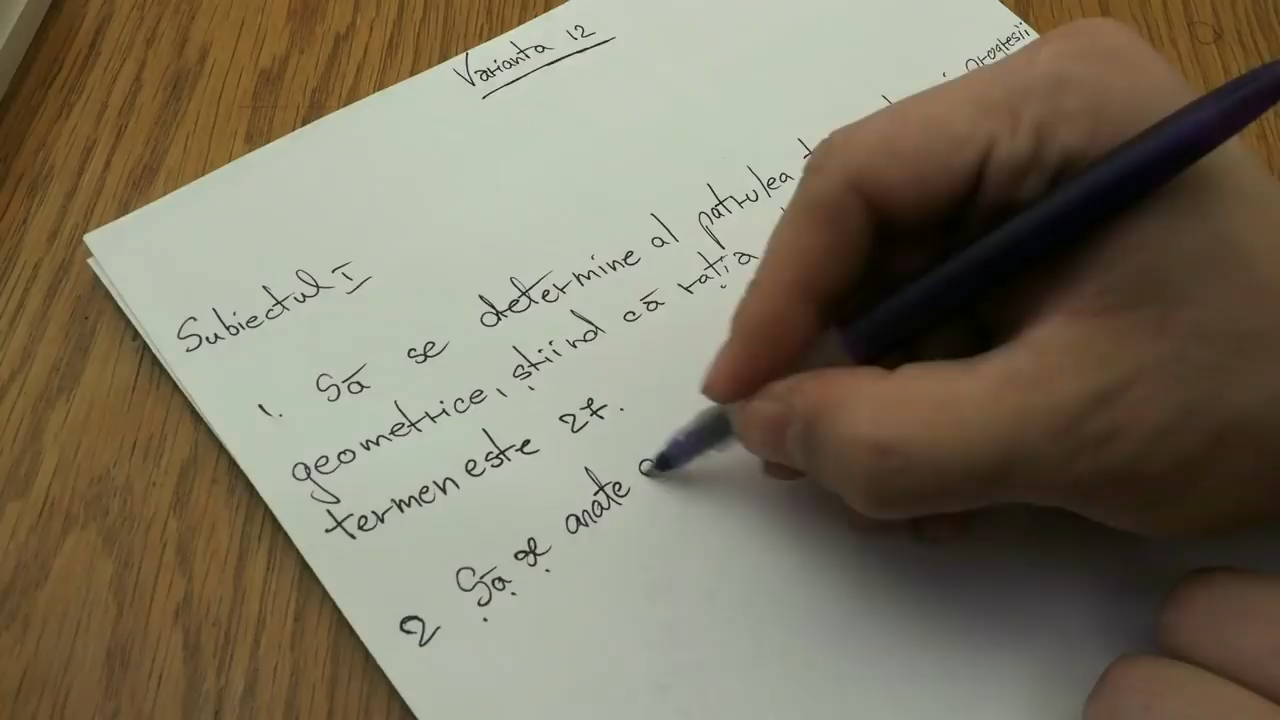 Varianta 12
Subiectul I
1. Să se determine al patrulea progresii
geometrice, știind că rația
termen este 27.
2 Să se arate